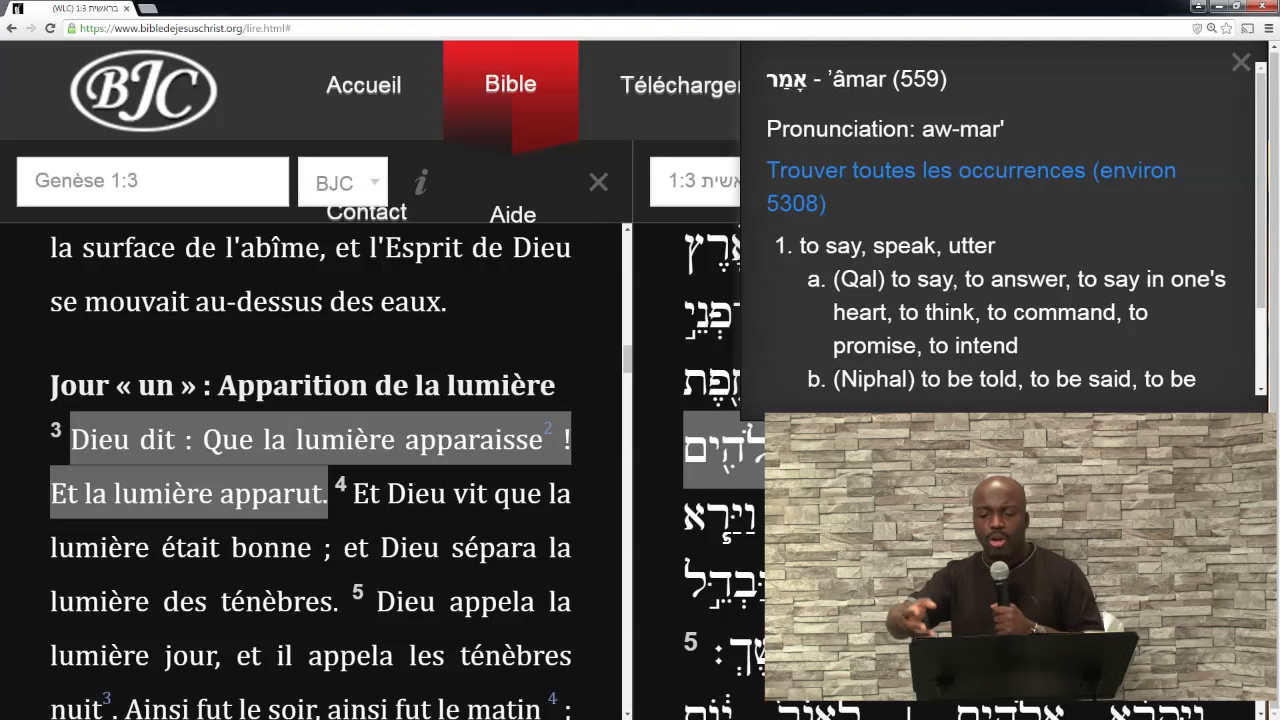 (WLC) 1:3 בראשית
https://www.bibledejesuschrist.org/lire.html#
BJC
Accueil
Bible
Télécharger
Contact
Aide
Genèse 1:3
BJC
i
1:3
la surface de l'abîme, et l'Esprit de Dieu
se mouvait au-dessus des eaux.
Jour « un » : Apparition de la lumière
3 Dieu dit : Que la lumière apparaisse2 !
Et la lumière apparut. 4 Et Dieu vit que la
lumière était bonne ; et Dieu sépara la
lumière des ténèbres. 5 Dieu appela la
lumière jour, et il appela les ténèbres
nuit3. Ainsi fut le soir, ainsi fut le matin 4 ;
אָמַר - 'âmar (559)
Pronunciation: aw-mar'
Trouver toutes les occurrences (environ
5308)
1. to say, speak, utter
a. (Qal) to say, to answer, to say in one's
heart, to think, to command, to
promise, to intend
b. (Niphal) to be told, to be said, to be
5